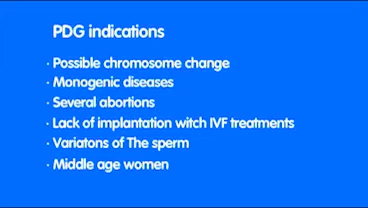 PDG indications
· Possible chromosome change
· Monogenic diseases
· Several abortions
· Lack of implantation witch IVF treatments
· Variatons of The sperm
· Middle age women